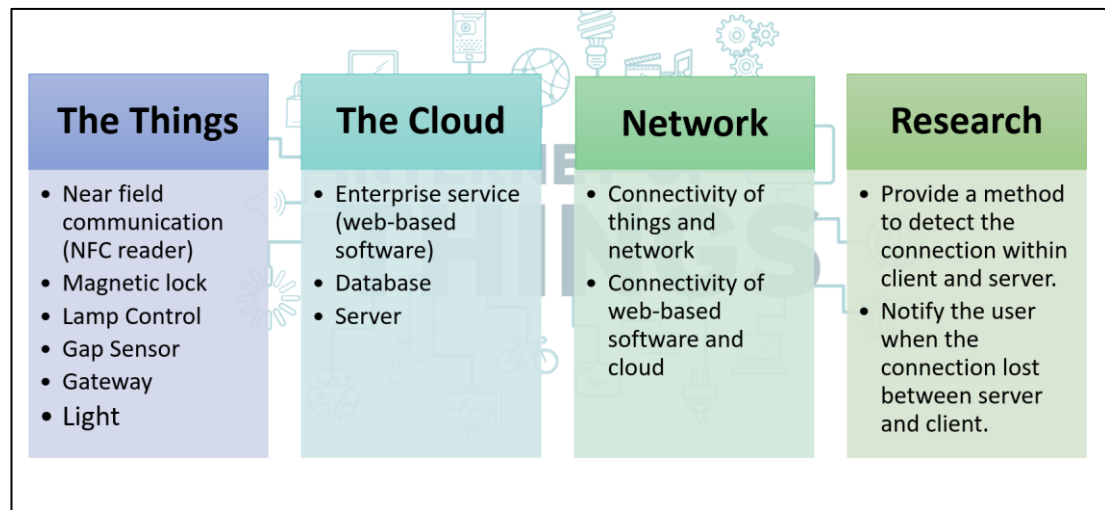 The Things
• Near field
communication
(NFC reader)
• Magnetic lock
• Lamp Control
• Gap Sensor
• Gateway
• Light
The Cloud
• Enterprise service
(web-based
software)
• Database
• Server
Network
• Connectivity of
things and
network
• Connectivity of
web-based
software and
cloud
Research
• Provide a method
to detect the
connection within
client and server.
• Notify the user
when the
connection lost
between server
and client.
INTERNET OF
THINGS